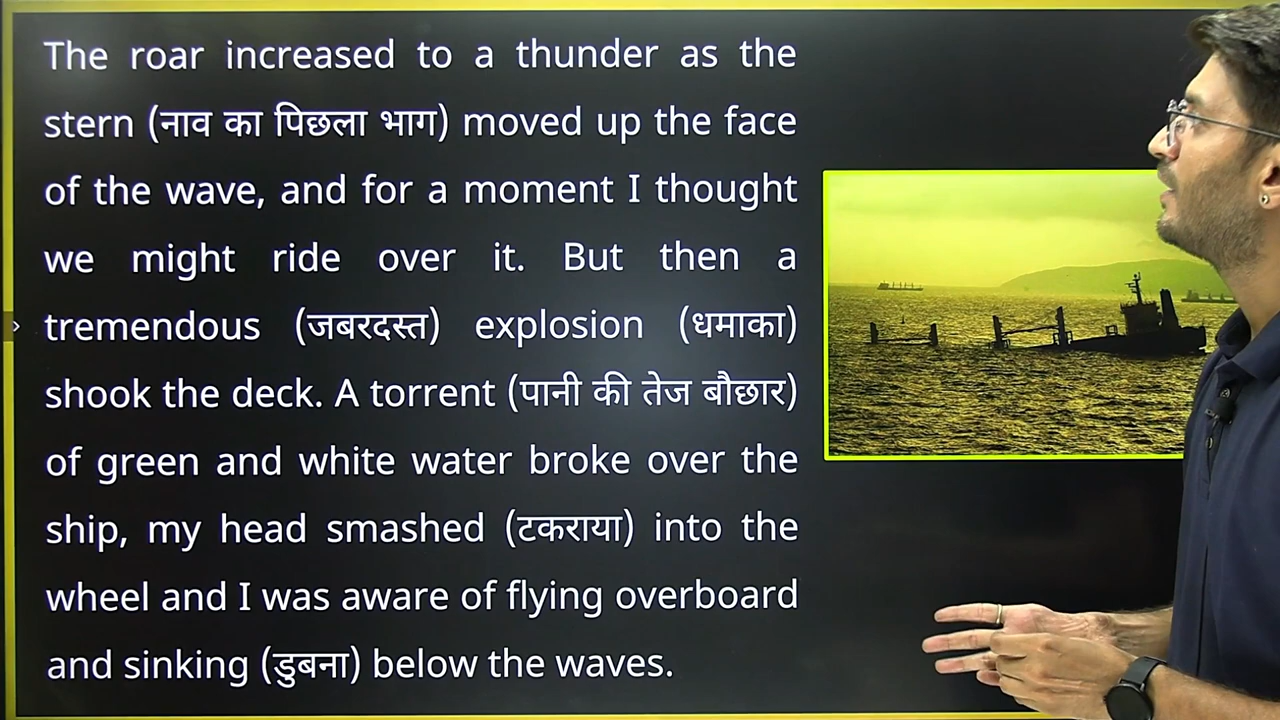 The roar increased to a thunder as the
stern (नाव का पिछला भाग) moved up the face
of the wave, and for a moment I thought
we might ride over it. But then a
tremendous (जबरदस्त) explosion (धमाका)
shook the deck. A torrent (पानी की तेज बौछार)
of green and white water broke over the
ship, my head smashed (टकराया) into the
wheel and I was aware of flying overboard
and sinking (डुबना) below the waves.